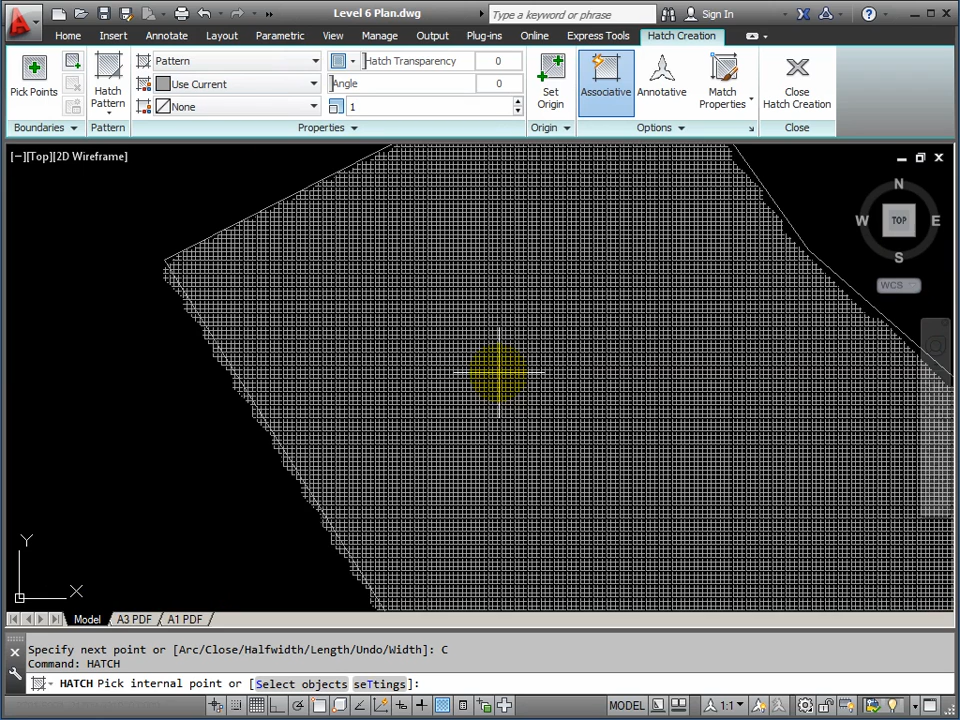 Level 6 Plan.dwg
Type a keyword or phrase
Sign In
Home Insert Annotate Layout Parametric View Manage Output Plug-ins Online Express Tools Hatch Creation
Pick Points
Hatch Pattern
Pattern
Use Current
None
Hatch Transparency 0
Angle 0
1
Set Origin
Associative
Annotative
Match Properties
Close Hatch Creation
Boundaries Pattern Properties Origin Options Close
[−][Top][2D Wireframe]
N
W TOP E
S
WCS
Y
X
Model A3 PDF A1 PDF
Specify next point or [Arc/Close/Halfwidth/Length/Undo/Width]: C
Command: HATCH
HATCH Pick internal point or [Select objects seTtings]:
MODEL 1:1